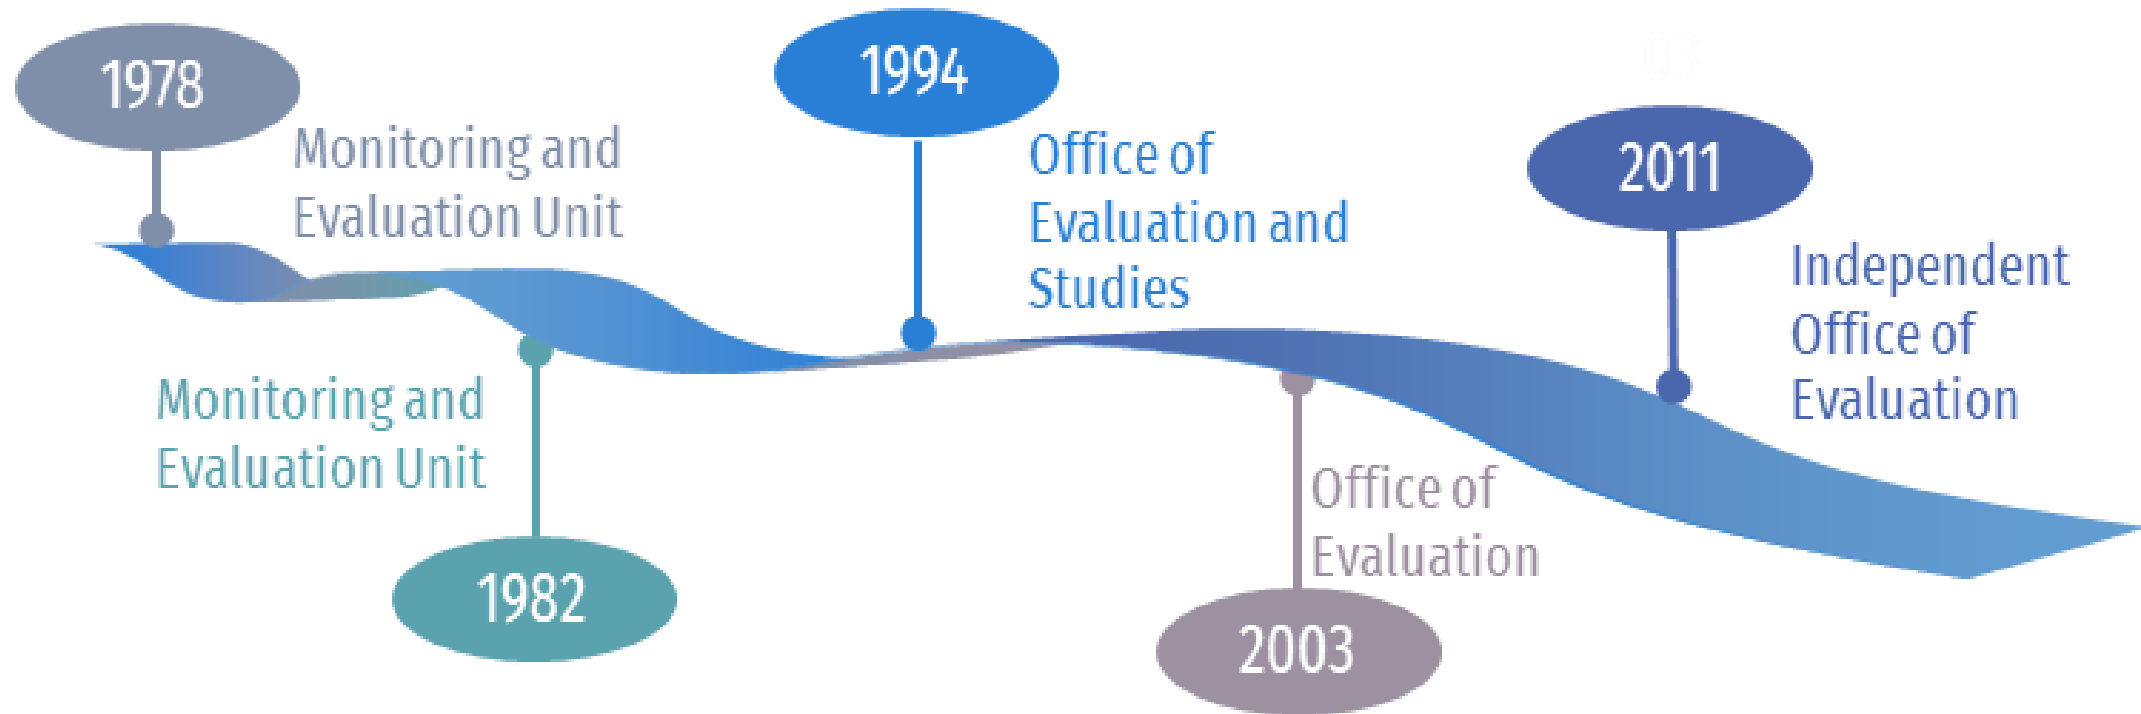 1978
Monitoring and
Evaluation Unit
1982
Monitoring and
Evaluation Unit
1994
Office of
Evaluation and
Studies
2003
Office of
Evaluation
2011
Independent
Office of
Evaluation